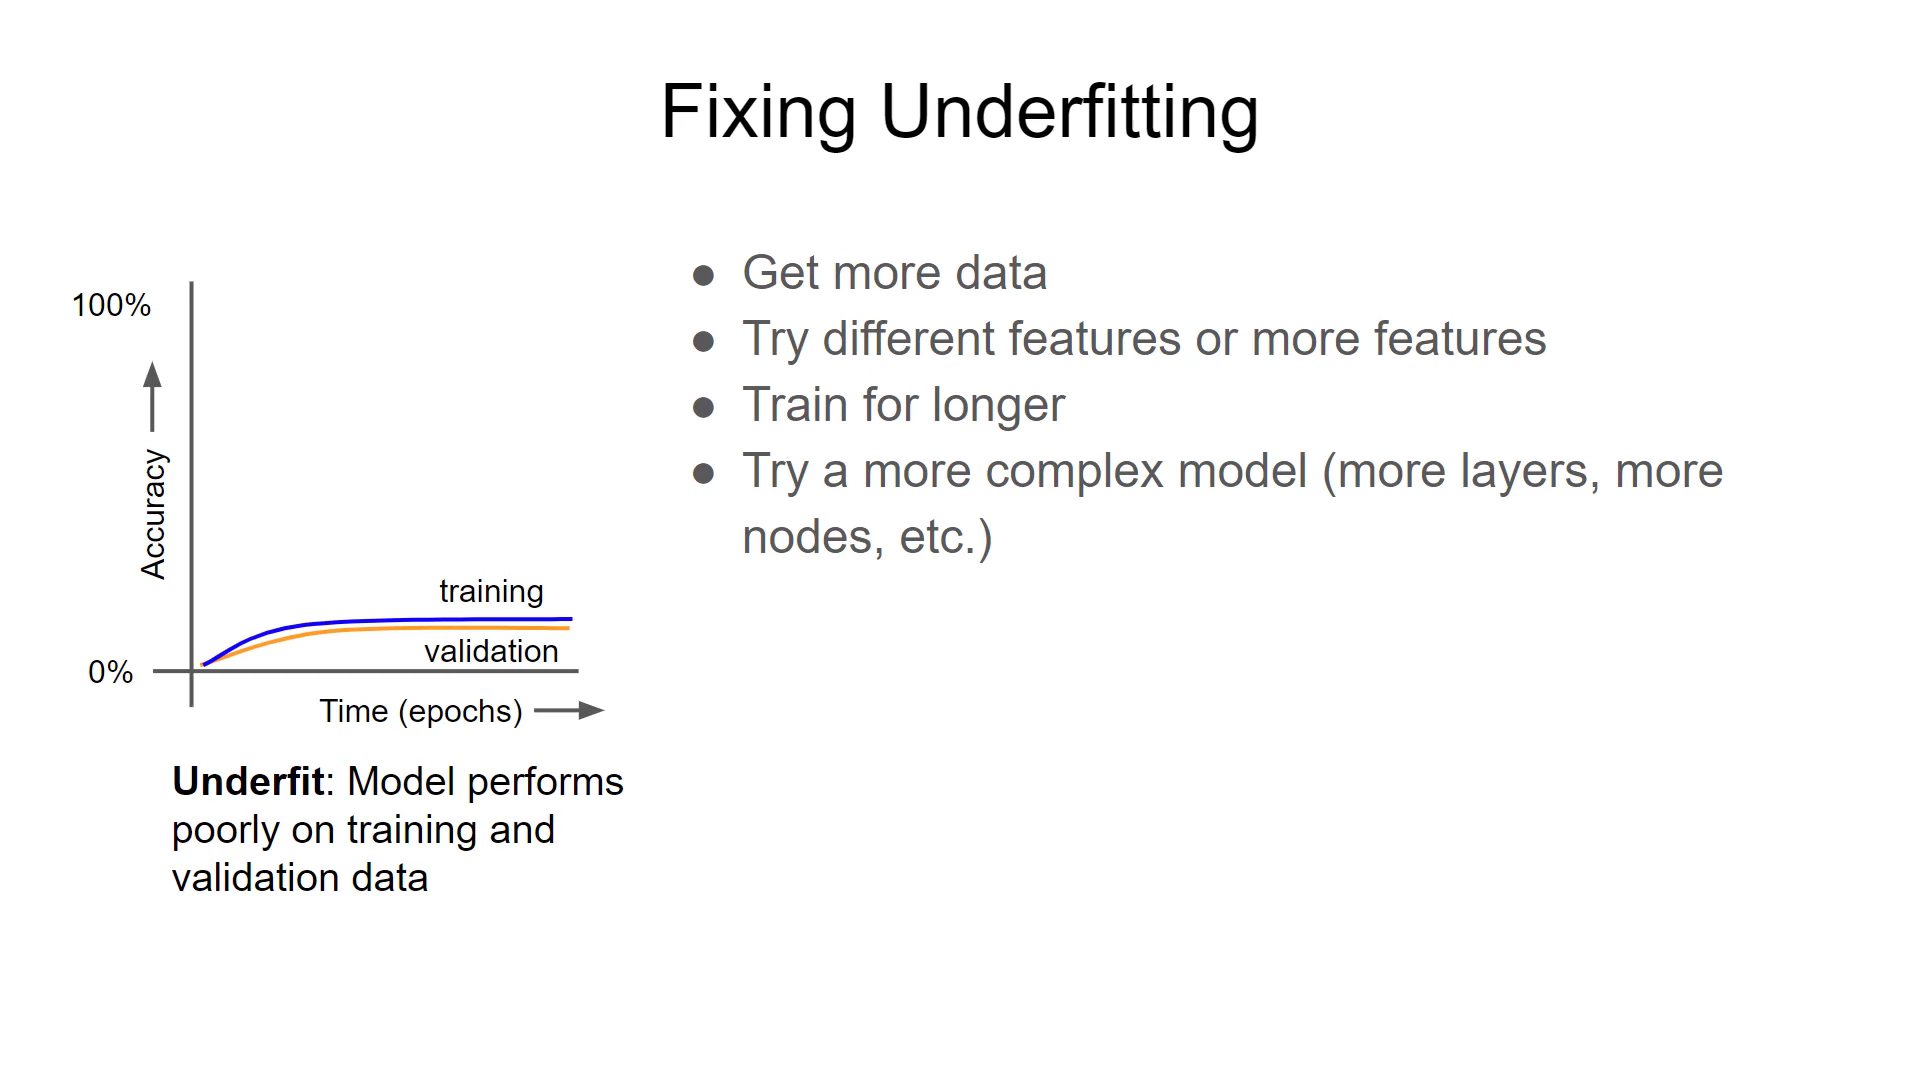 Fixing Underfitting
100%
Accuracy
training
validation
0%
Time (epochs)
Underfit: Model performs
poorly on training and
validation data
● Get more data
● Try different features or more features
● Train for longer
● Try a more complex model (more layers, more
nodes, etc.)